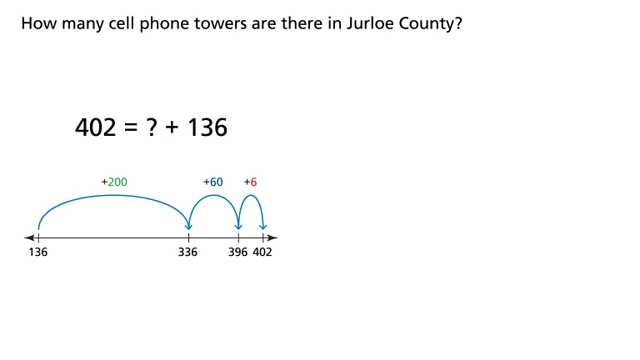 How many cell phone towers are there in Jurloe County?
402 = ? + 136
+200 +60 +6
136 336 396 402